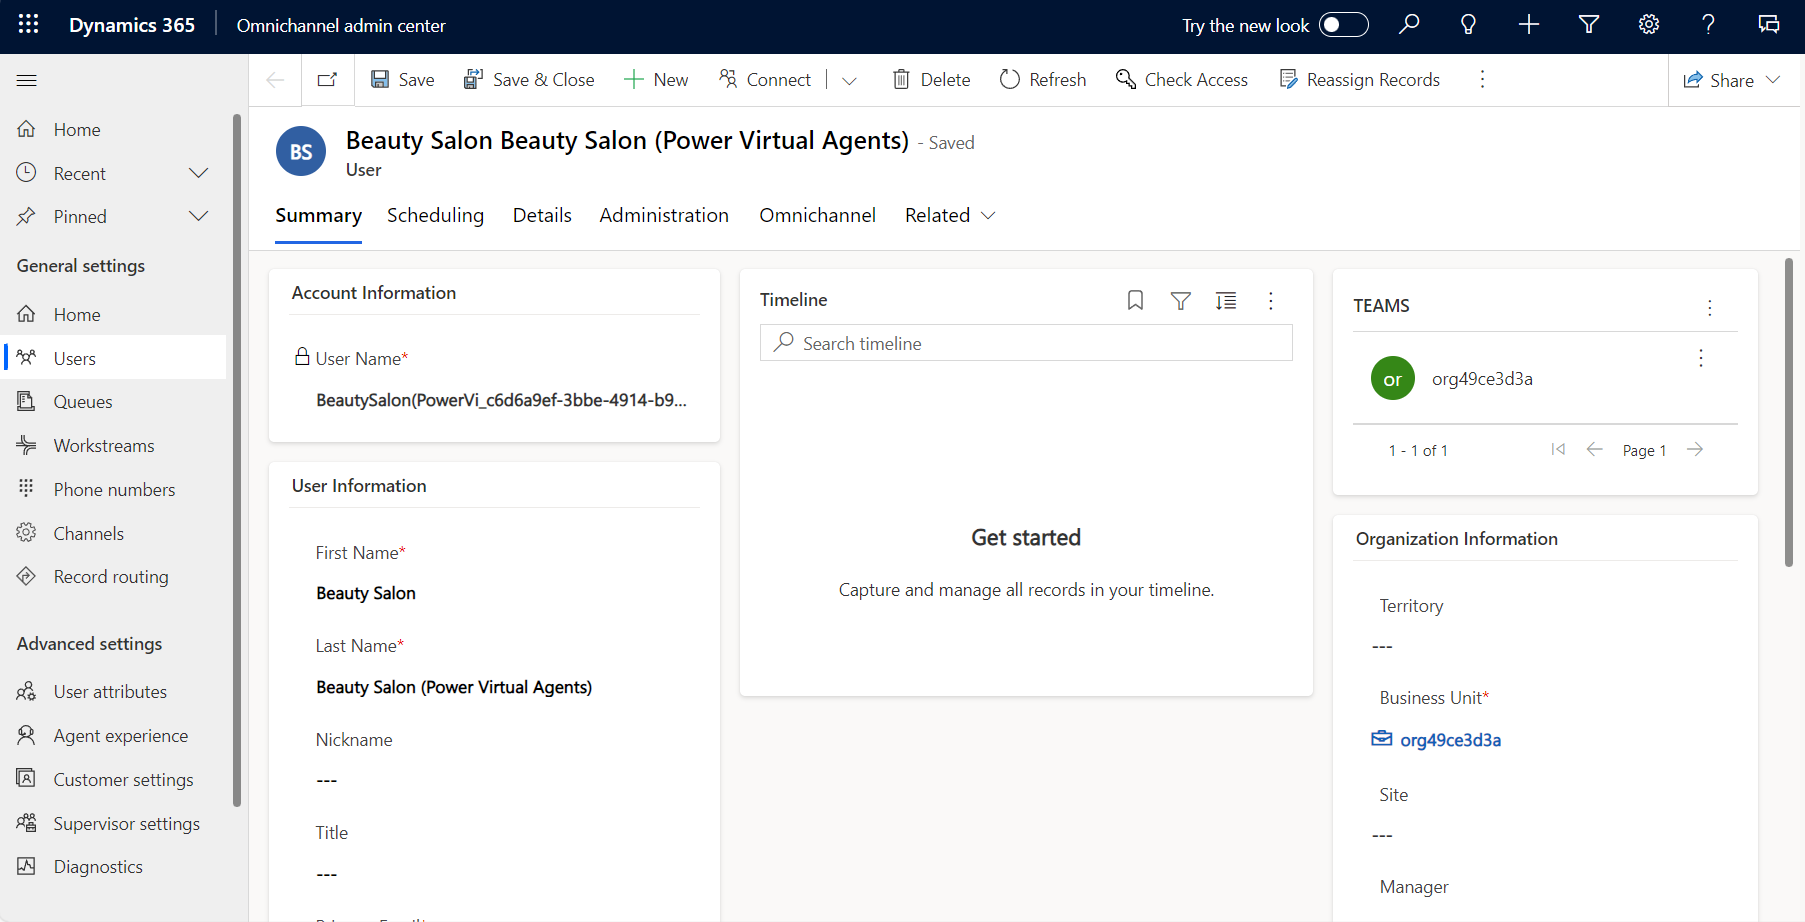 Dynamics 365
Omnichannel admin center
Try the new look
Home
Recent
Pinned
General settings
Home
Users
Queues
Workstreams
Phone numbers
Channels
Record routing
Advanced settings
User attributes
Agent experience
Customer settings
Supervisor settings
Diagnostics
Save
Save & Close
New
Connect
Delete
Refresh
Check Access
Reassign Records
Share
BS
Beauty Salon Beauty Salon (Power Virtual Agents) - Saved
User
Summary
Scheduling
Details
Administration
Omnichannel
Related
Account Information
User Name*
BeautySalon(PowerVi_c6d6a9ef-3bbe-4914-b9...
User Information
First Name*
Beauty Salon
Last Name*
Beauty Salon (Power Virtual Agents)
Nickname
---
Title
---
Timeline
Search timeline
Get started
Capture and manage all records in your timeline.
TEAMS
or
org49ce3d3a
1 - 1 of 1
Page 1
Organization Information
Territory
---
Business Unit*
org49ce3d3a
Site
---
Manager